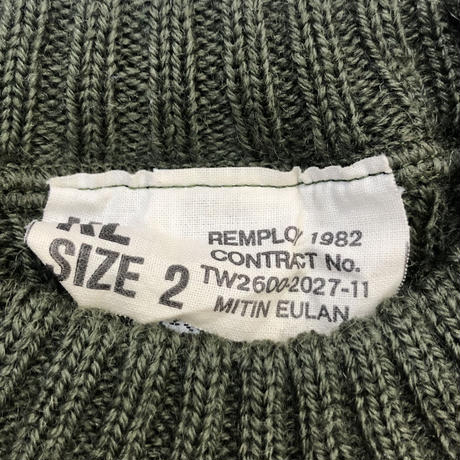 SIZE 2
REMPLOY 1982
CONTRACT No.
TW2600-2027-11
MITIN EULAN